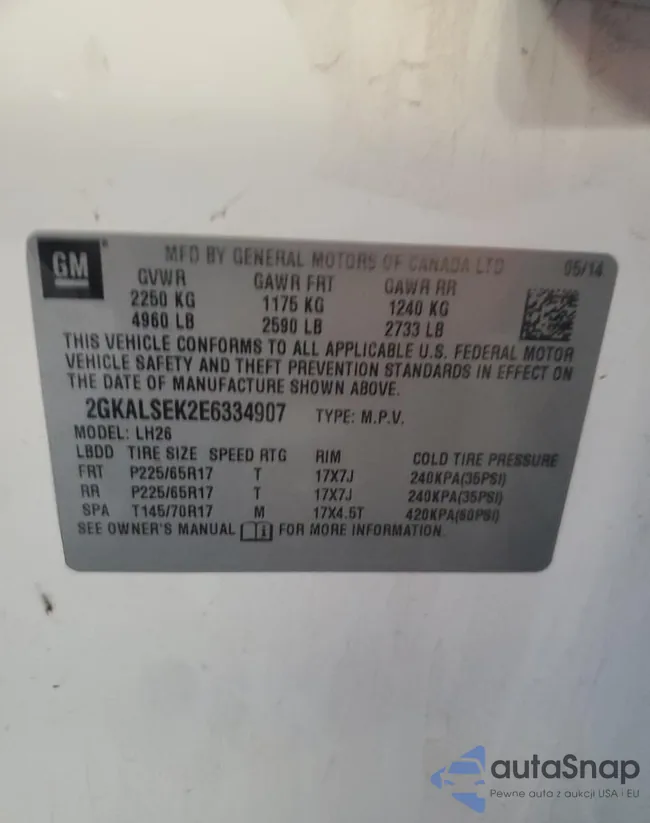 GM
MFD BY GENERAL MOTORS OF CANADA LTD 05/14
GVWR GAWR FRT GAWR RR
2250 KG 1175 KG 1240 KG
4960 LB 2590 LB 2733 LB
THIS VEHICLE CONFORMS TO ALL APPLICABLE U.S. FEDERAL MOTOR
VEHICLE SAFETY AND THEFT PREVENTION STANDARDS IN EFFECT ON
THE DATE OF MANUFACTURE SHOWN ABOVE.
2GKALSEK2E6334907 TYPE: M.P.V.
MODEL: LH26
LBDD TIRE SIZE SPEED RTG RIM COLD TIRE PRESSURE
FRT P225/65R17 T 17X7J 240KPA(35PSI)
RR P225/65R17 T 17X7J 240KPA(35PSI)
SPA T145/70R17 M 17X4.5T 420KPA(60PSI)
SEE OWNER'S MANUAL FOR MORE INFORMATION.
autaSnap
Pewne auta z aukcji USA i EU